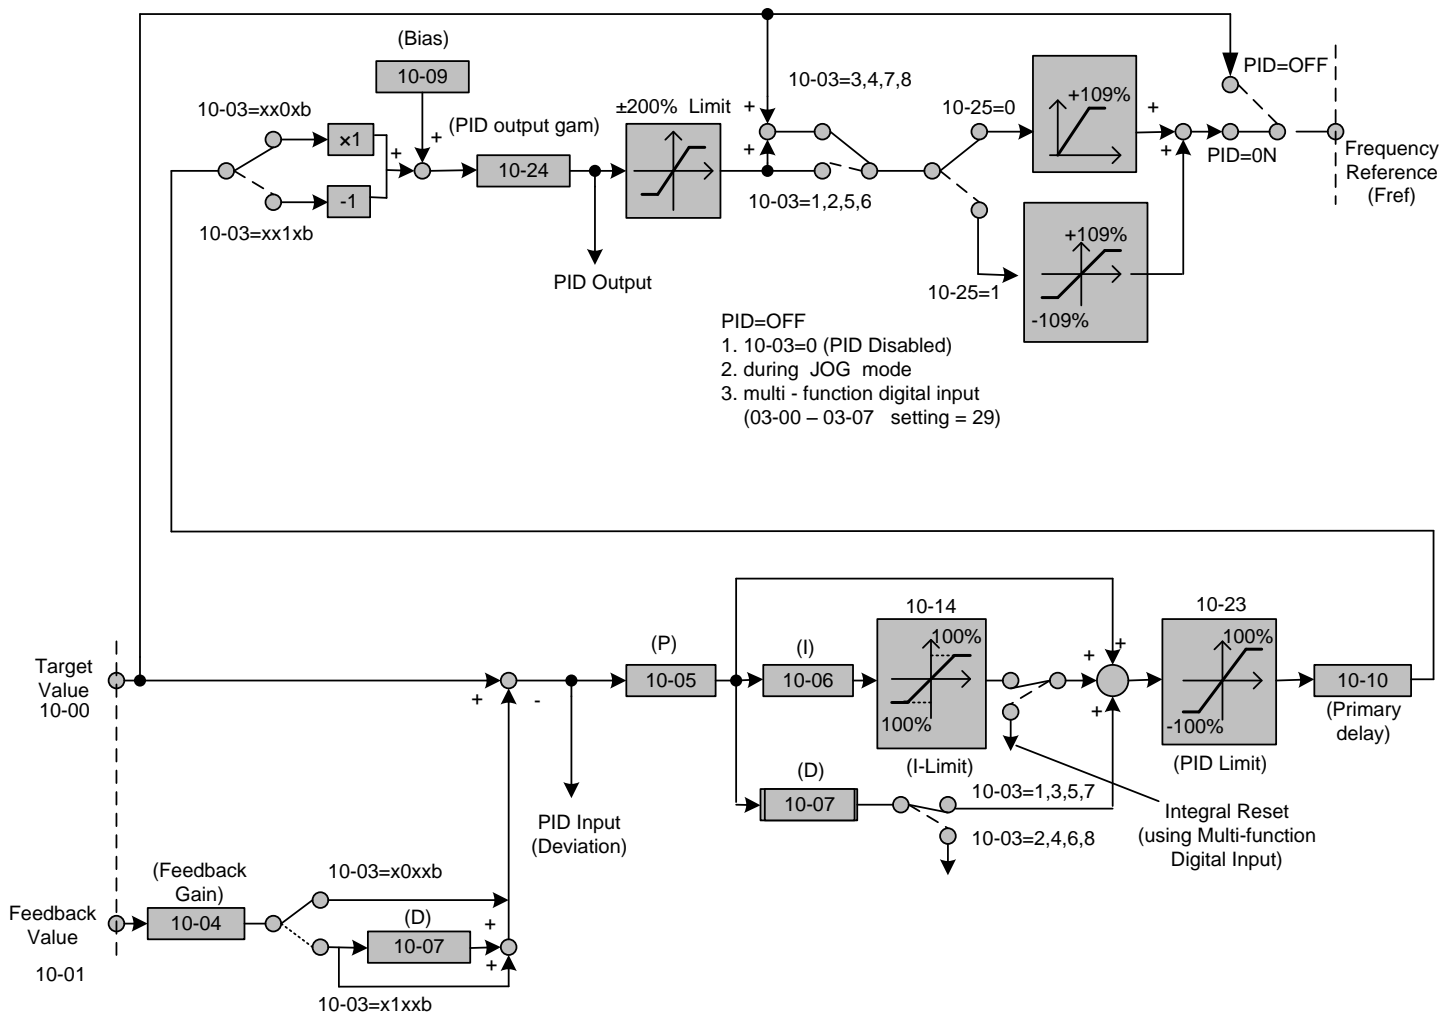 (Bias)
10-09
10-03=xx0xb
×1
-1
10-03=xx1xb
+
+
(PID output gam)
10-24
PID Output
±200% Limit
+
+
10-03=3,4,7,8
10-03=1,2,5,6
10-25=0
+109%
10-25=1
+109%
-109%
+
+
PID=OFF
PID=0N
Frequency
Reference
(Fref)
PID=OFF
1. 10-03=0 (PID Disabled)
2. during JOG mode
3. multi - function digital input
(03-00 – 03-07 setting = 29)
Target
Value
10-00
+
-
PID Input
(Deviation)
(P)
10-05
(I)
10-06
10-14
100%
100%
(I-Limit)
(D)
10-07
10-03=1,3,5,7
10-03=2,4,6,8
+
+
+
10-23
100%
-100%
(PID Limit)
10-10
(Primary
delay)
Integral Reset
(using Multi-function
Digital Input)
Feedback
Value
10-01
(Feedback
Gain)
10-04
10-03=x0xxb
(D)
10-07
+
+
10-03=x1xxb